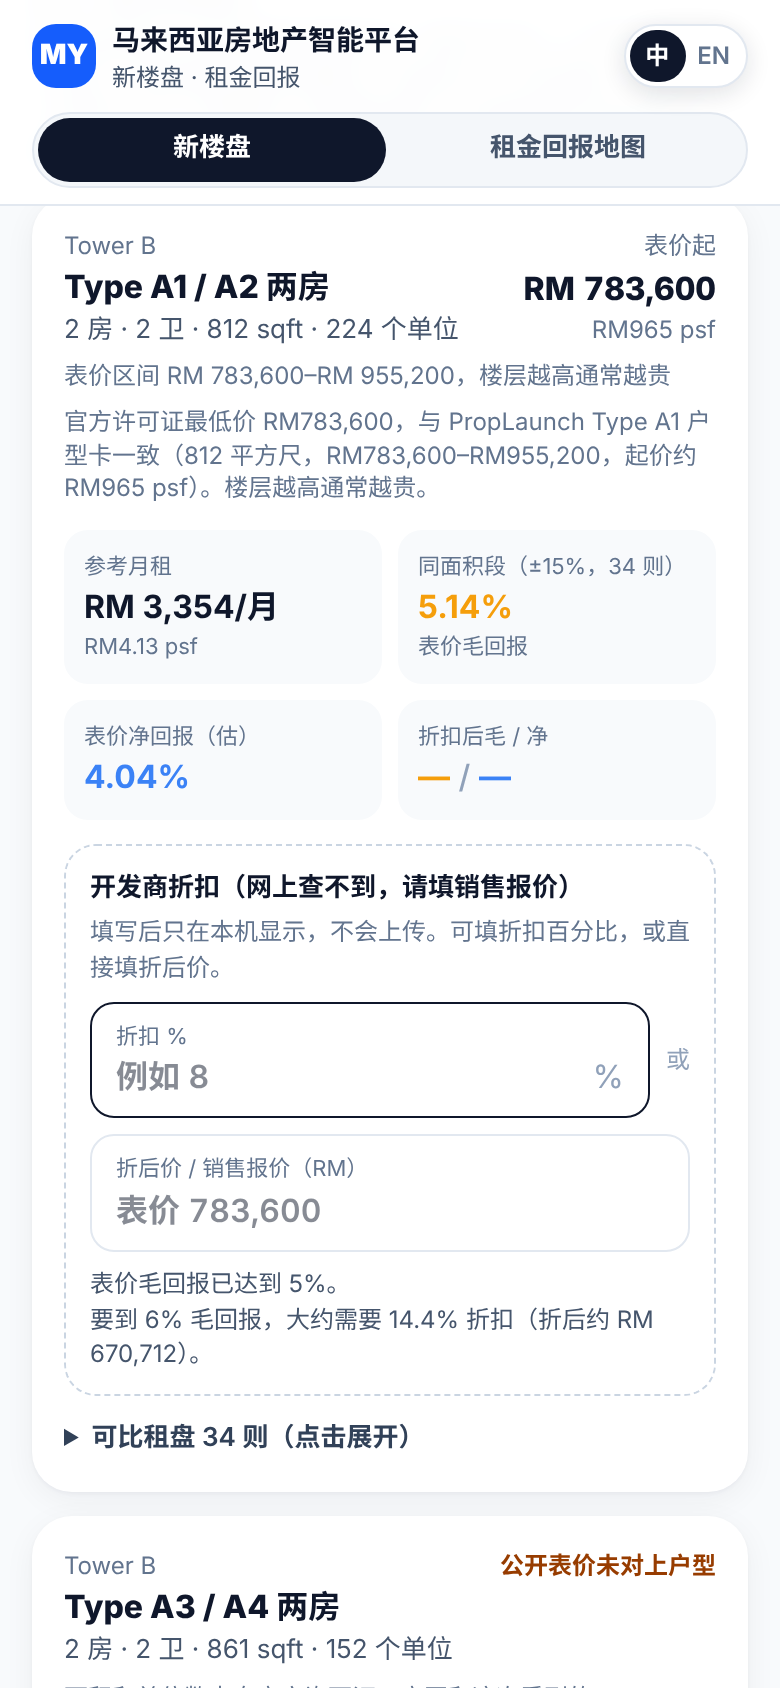 MY
马来西亚房地产智能平台
新楼盘 · 租金回报
中 EN
新楼盘 租金回报地图
Tower B 表价起
Type A1 / A2 两房 RM 783,600
2 房 · 2 卫 · 812 sqft · 224 个单位 RM965 psf
表价区间 RM 783,600–RM 955,200，楼层越高通常越贵
官方许可证最低价 RM783,600，与 PropLaunch Type A1 户
型卡一致（812 平方尺，RM783,600–RM955,200，起价约
RM965 psf）。楼层越高通常越贵。
参考月租
RM 3,354/月
RM4.13 psf
同面积段（±15%，34 则）
5.14%
表价毛回报
表价净回报（估）
4.04%
折扣后毛 / 净
— / —
开发商折扣（网上查不到，请填销售报价）
填写后只在本机显示，不会上传。可填折扣百分比，或直
接填折后价。
折扣 %
例如 8 %
或
折后价 / 销售报价（RM）
表价 783,600
表价毛回报已达到 5%。
要到 6% 毛回报，大约需要 14.4% 折扣（折后约 RM
670,712）。
▶ 可比租盘 34 则（点击展开）
Tower B 公开表价未对上户型
Type A3 / A4 两房
2 房 · 2 卫 · 861 sqft · 152 个单位